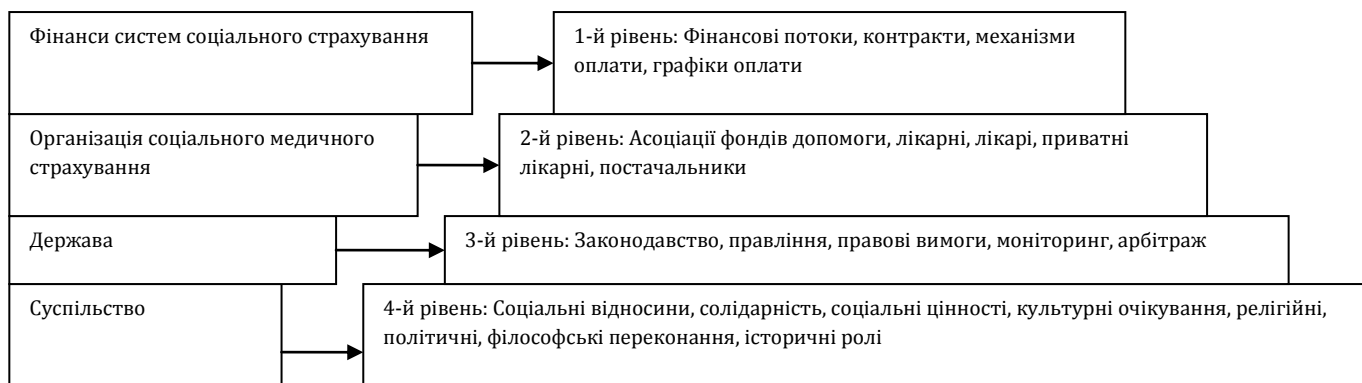 Фінанси систем соціального страхування
1-й рівень: Фінансові потоки, контракти, механізми
оплати, графіки оплати
Організація соціального медичного
страхування
2-й рівень: Асоціації фондів допомоги, лікарні, лікарі, приватні
лікарні, постачальники
Держава
3-й рівень: Законодавство, правління, правові вимоги, моніторинг, арбітраж
Суспільство
4-й рівень: Соціальні відносини, солідарність, соціальні цінності, культурні очікування, релігійні,
політичні, філософські переконання, історичні ролі